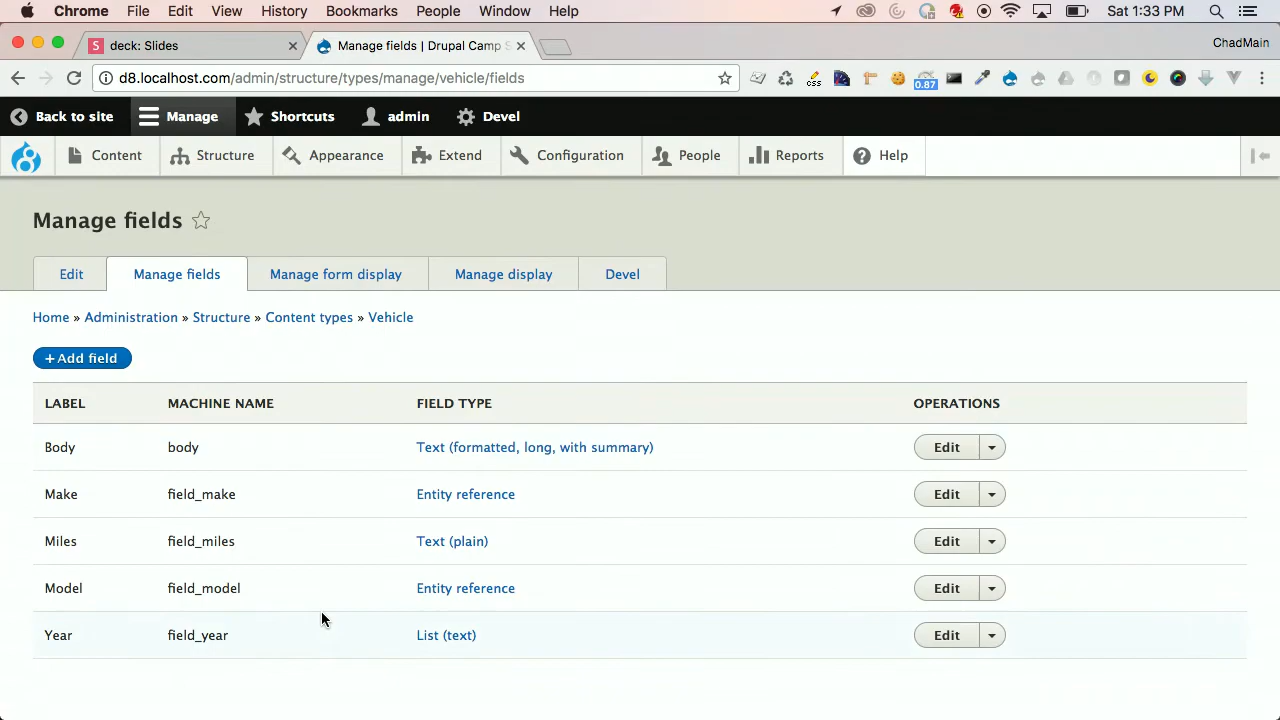 Chrome File Edit View History Bookmarks People Window Help Sat 1:33 PM
deck: Slides
Manage fields | Drupal Camp S
ChadMain
d8.localhost.com/admin/structure/types/manage/vehicle/fields
css
0.87
Back to site Manage Shortcuts admin Devel
Content Structure Appearance Extend Configuration People Reports Help
Manage fields
Edit Manage fields Manage form display Manage display Devel
Home » Administration » Structure » Content types » Vehicle
+ Add field
LABEL MACHINE NAME FIELD TYPE OPERATIONS
Body body Text (formatted, long, with summary) Edit
Make field_make Entity reference Edit
Miles field_miles Text (plain) Edit
Model field_model Entity reference Edit
Year field_year List (text) Edit